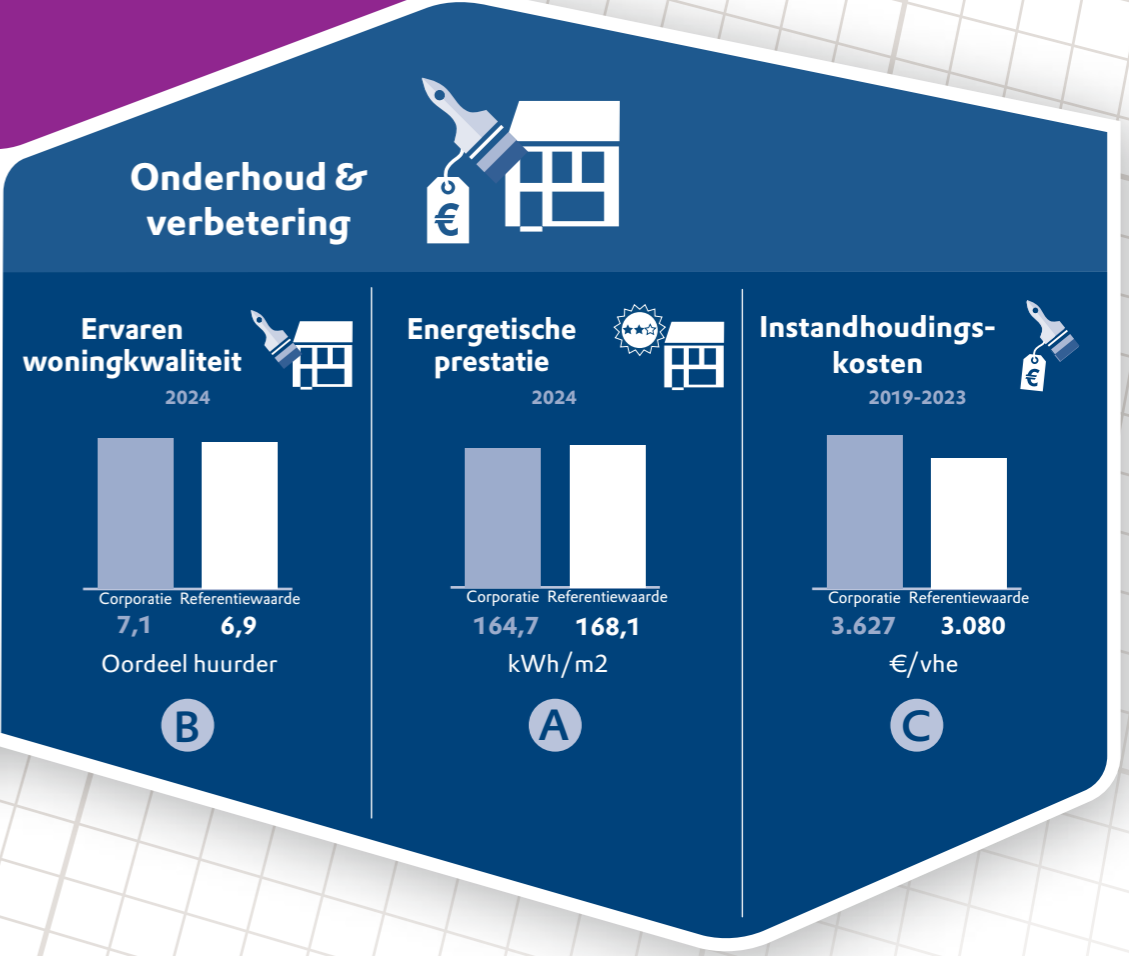 Onderhoud &
verbetering
€
Ervaren
woningkwaliteit
2024
Corporatie Referentiewaarde
7,1 6,9
Oordeel huurder
B
Energetische
prestatie
2024
Corporatie Referentiewaarde
164,7 168,1
kWh/m2
A
Instandhoudings-
kosten
€
2019-2023
Corporatie Referentiewaarde
3.627 3.080
€/vhe
C